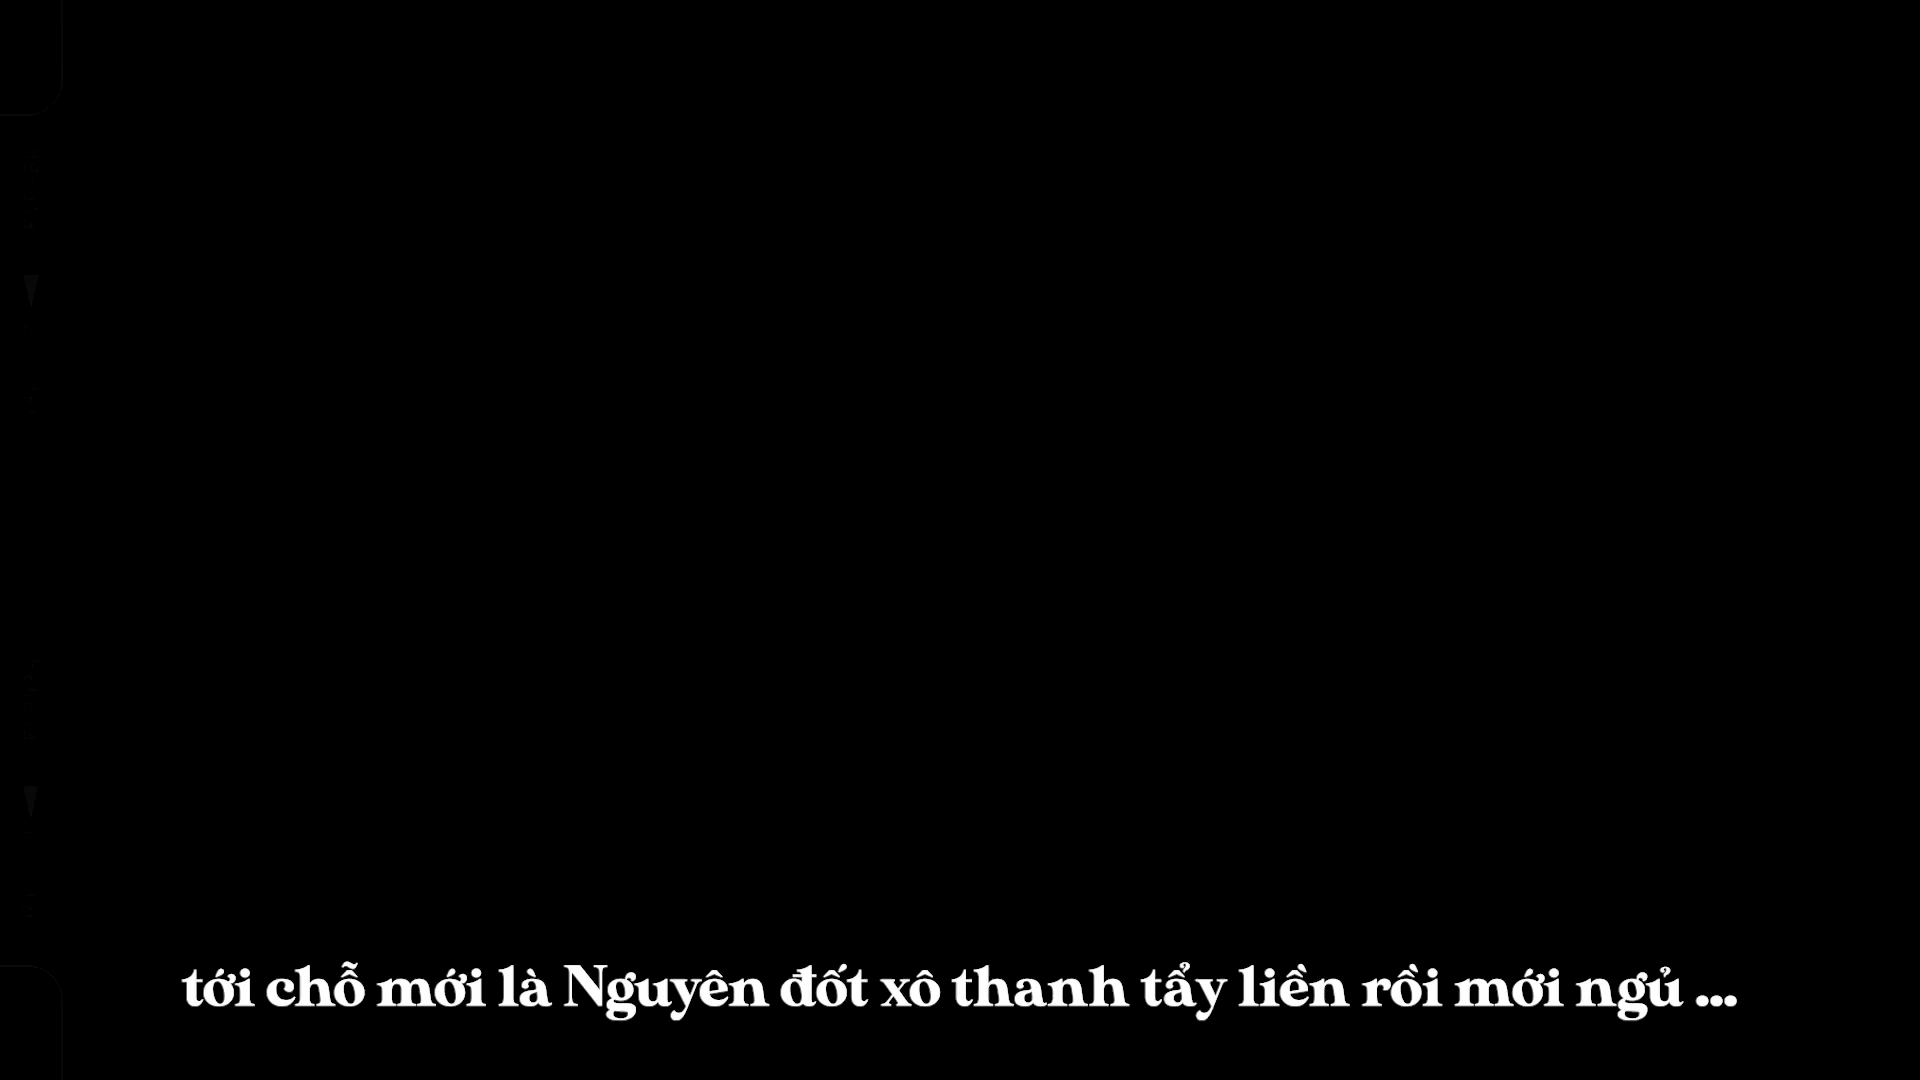 tới chỗ mới là Nguyên đốt xô thanh tẩy liền rồi mới ngủ ...